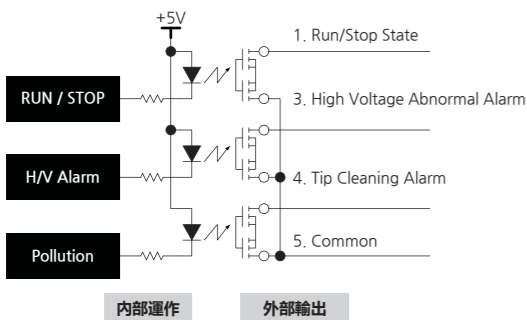 +5V
1. Run/Stop State
RUN / STOP
3. High Voltage Abnormal Alarm
H/V Alarm
4. Tip Cleaning Alarm
5. Common
Pollution
内部運作
外部輸出